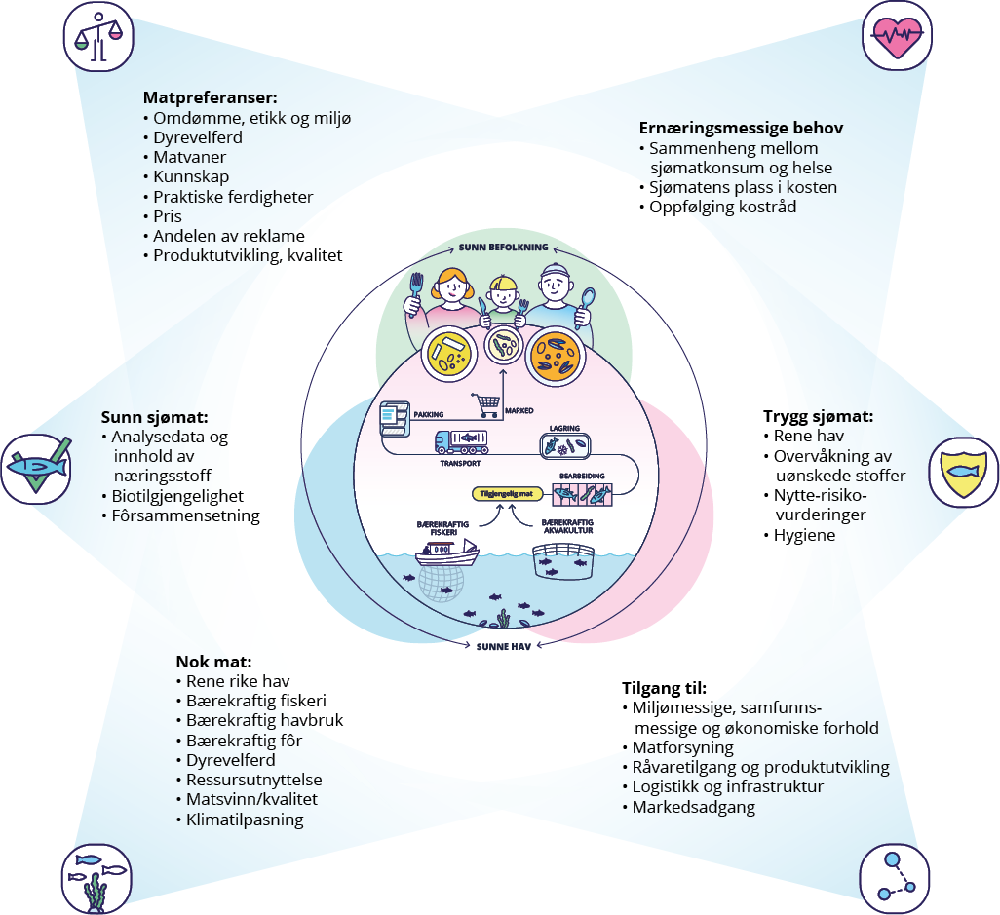 Matpreferanser:
• Omdømme, etikk og miljø
• Dyrevelferd
• Matvaner
• Kunnskap
• Praktiske ferdigheter
• Pris
• Andelen av reklame
• Produktutvikling, kvalitet
Ernæringsmessige behov
• Sammenheng mellom
sjømatkonsum og helse
• Sjømatens plass i kosten
• Oppfølging kostråd
SUNN BEFOLKNING
PAKKING
MARKED
TRANSPORT
LAGRING
BEARBEIDING
Tilgjengelig mat
BÆREKRAFTIG
FISKERI
BÆREKRAFTIG
AKVAKULTUR
SUNNE HAV
Sunn sjømat:
• Analysedata og
innhold av
næringsstoff
• Biotilgjengelighet
• Fôrsammensetning
Trygg sjømat:
• Rene hav
• Overvåkning av
uønskede stoffer
• Nytte-risiko-
vurderinger
• Hygiene
Nok mat:
• Rene rike hav
• Bærekraftig fiskeri
• Bærekraftig havbruk
• Bærekraftig fôr
• Dyrevelferd
• Ressursutnyttelse
• Matsvinn/kvalitet
• Klimatilpasning
Tilgang til:
• Miljømessige, samfunns-
messige og økonomiske forhold
• Matforsyning
• Råvaretilgang og produktutvikling
• Logistikk og infrastruktur
• Markedsadgang